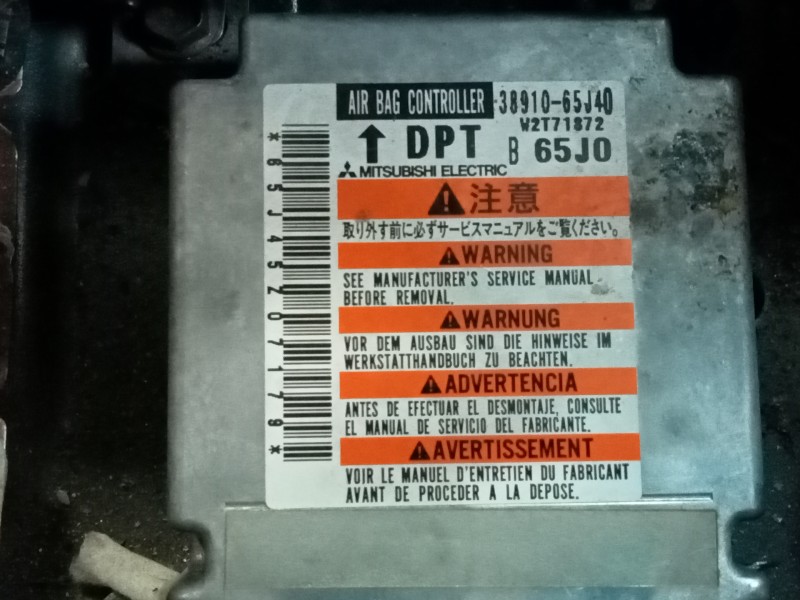 AIR BAG CONTROLLER 38910-65J40
W2T71872
DPT B 65J0
MITSUBISHI ELECTRIC
*65J45207179*
注意
取り外す前に必ずサービスマニュアルをご覧ください。
WARNING
SEE MANUFACTURER'S SERVICE MANUAL
BEFORE REMOVAL.
WARNUNG
VOR DEM AUSBAU SIND DIE HINWEISE IM
WERKSTATTHANDBUCH ZU BEACHTEN.
ADVERTENCIA
ANTES DE EFECTUAR EL DESMONTAJE, CONSULTE
EL MANUAL DE SERVICIO DEL FABRICANTE.
AVERTISSEMENT
VOIR LE MANUEL D'ENTRETIEN DU FABRICANT
AVANT DE PROCEDER A LA DEPOSE.